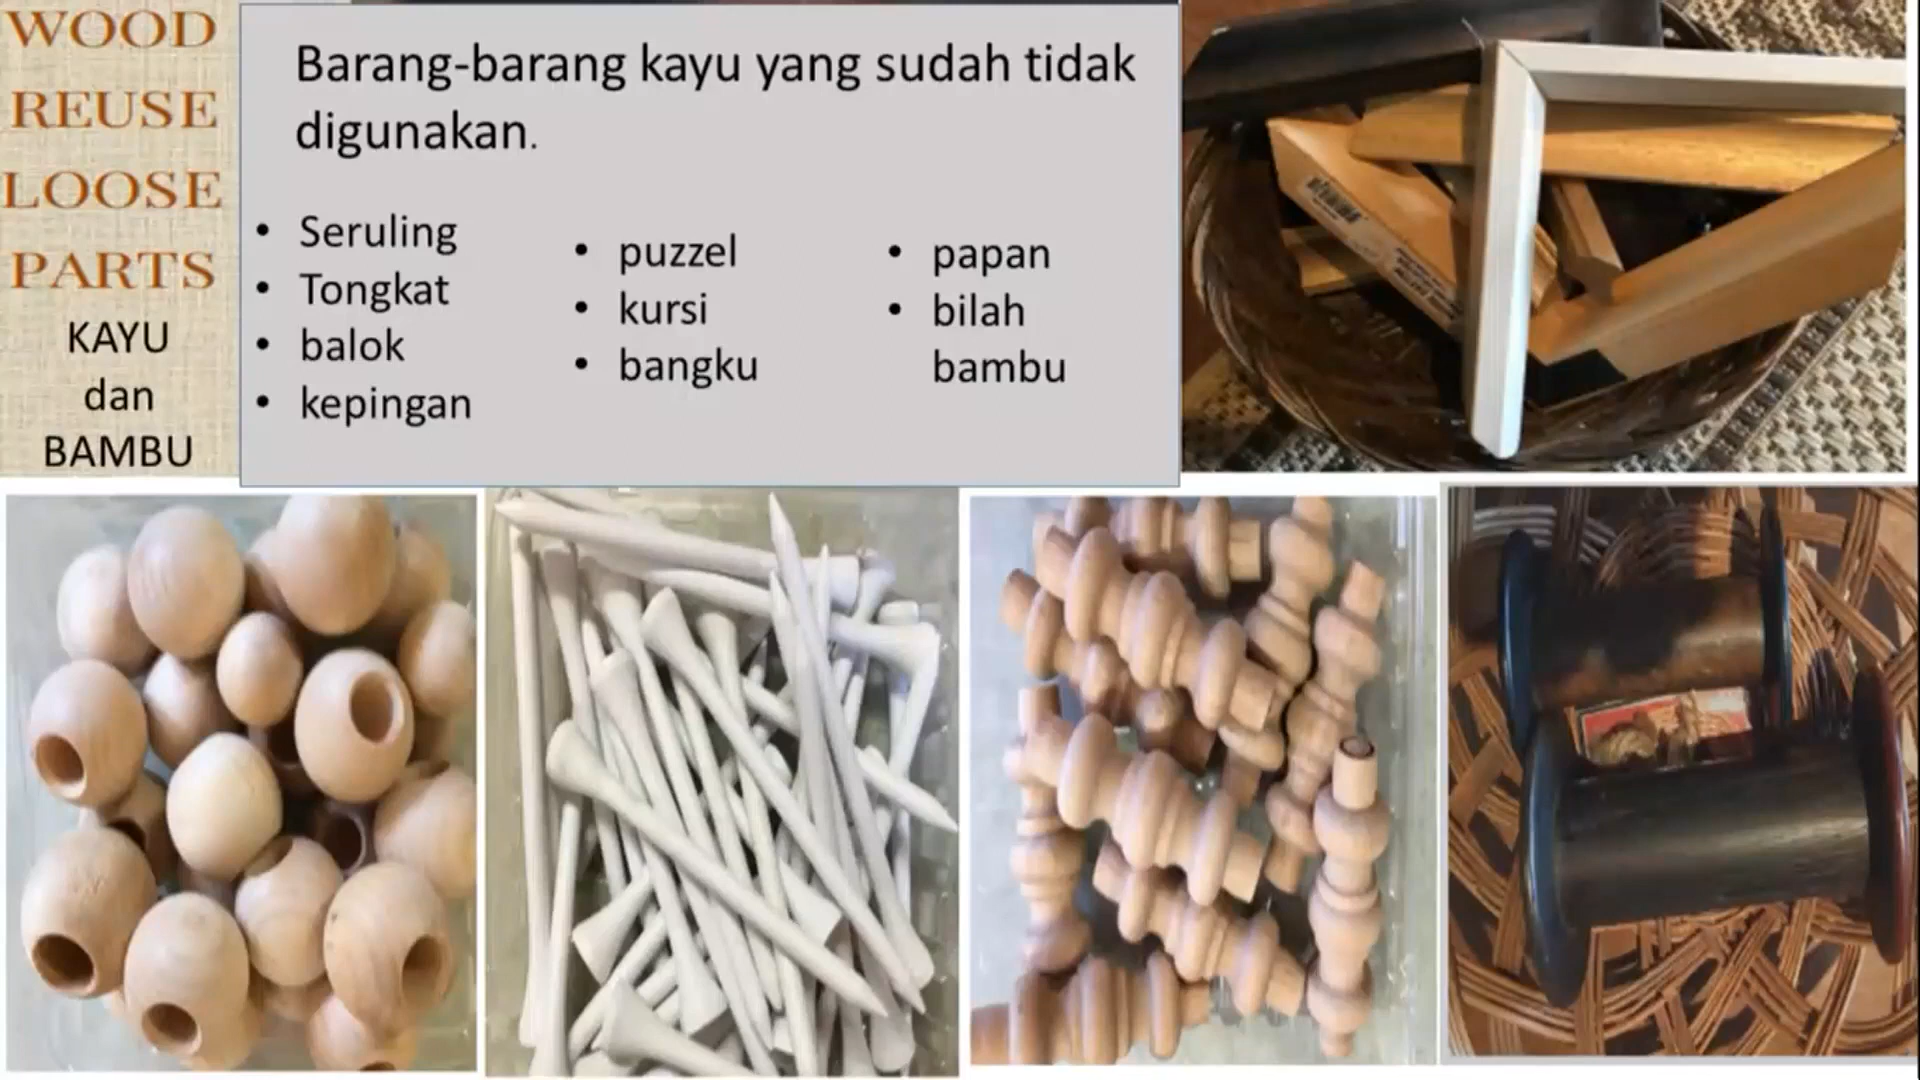 WOOD
REUSE
LOOSE
PARTS
KAYU
dan
BAMBU
Barang-barang kayu yang sudah tidak
digunakan.
• Seruling
• Tongkat
• balok
• kepingan
• puzzel
• kursi
• bangku
• papan
• bilah
bambu